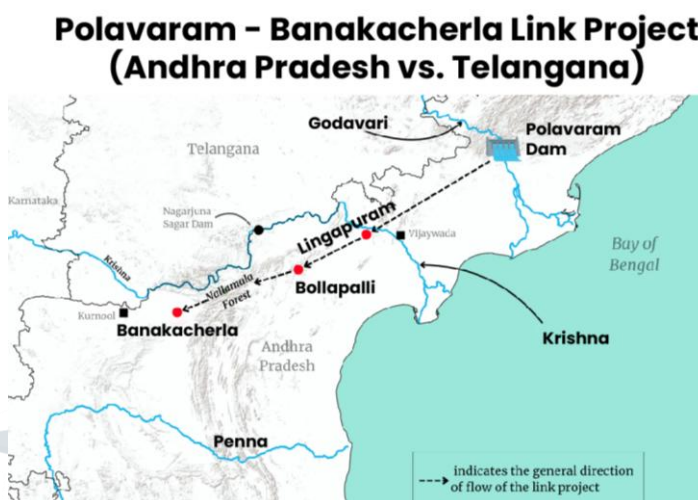 Polavaram - Banakacherla Link Project
(Andhra Pradesh vs. Telangana)
Godavari
Polavaram
Dam
Telangana
Karnataka
Nagarjuna
Sagar Dam
Lingapuram
Vijaywada
Bay of
Bengal
Krishna
Nallamula
Forest
Bollapalli
Kurnool
Banakacherla
Krishna
Andhra
Pradesh
Penna
indicates the general direction
of flow of the link project